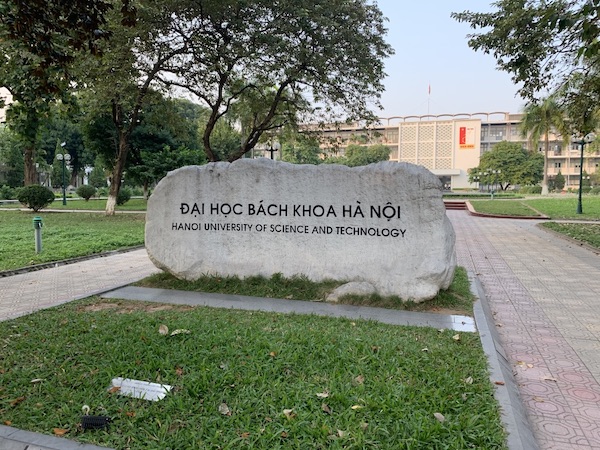 ĐẠI HỌC BÁCH KHOA HÀ NỘI
HANOI UNIVERSITY OF SCIENCE AND TECHNOLOGY